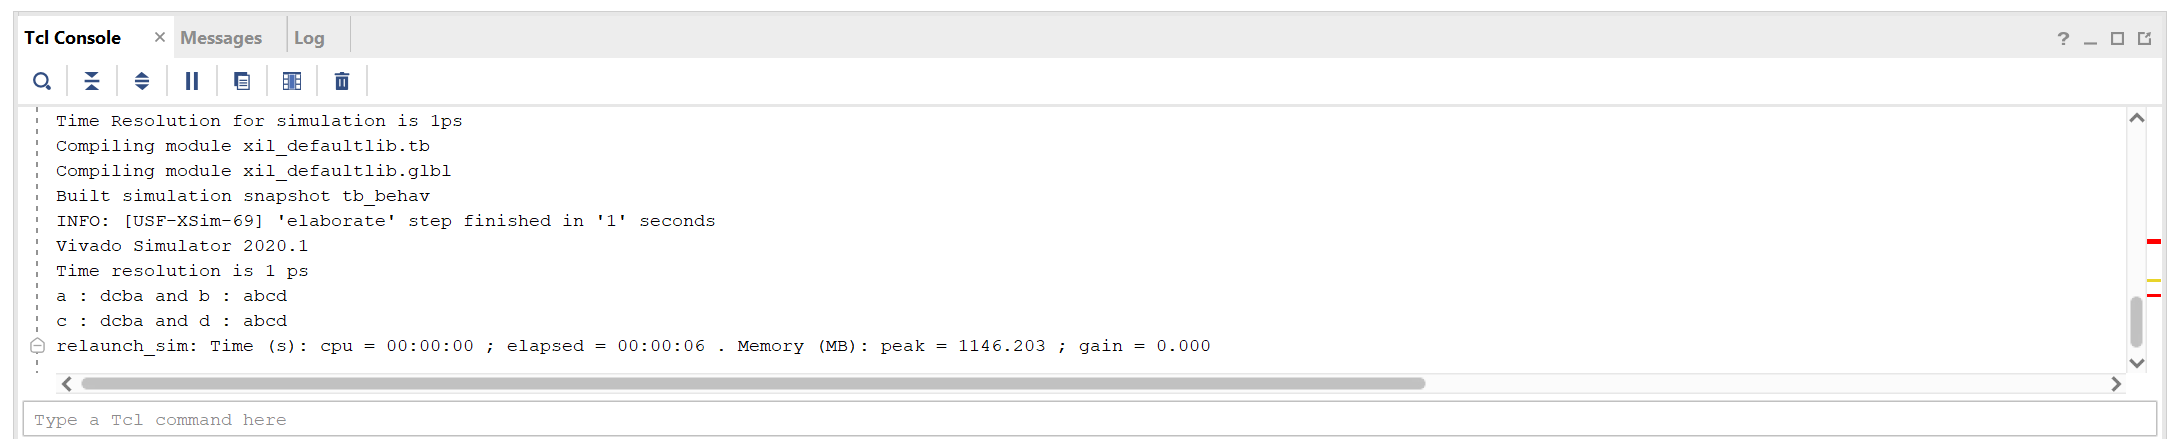 Tcl Console × Messages Log ?
Time Resolution for simulation is 1ps
Compiling module xil_defaultlib.tb
Compiling module xil_defaultlib.glbl
Built simulation snapshot tb_behav
INFO: [USF-XSim-69] 'elaborate' step finished in '1' seconds
Vivado Simulator 2020.1
Time resolution is 1 ps
a : dcba and b : abcd
c : dcba and d : abcd
relaunch_sim: Time (s): cpu = 00:00:00 ; elapsed = 00:00:06 . Memory (MB): peak = 1146.203 ; gain = 0.000
Type a Tcl command here